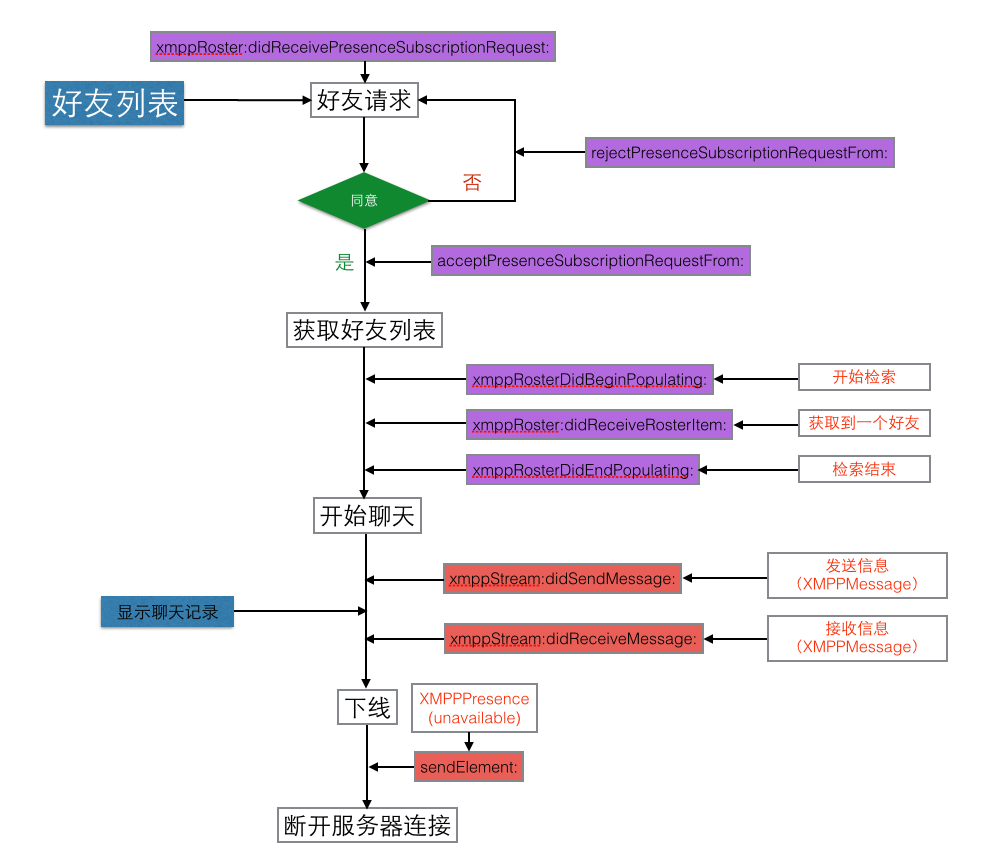 xmppRoster:didReceivePresenceSubscriptionRequest:
好友列表
好友请求
rejectPresenceSubscriptionRequestFrom:
否
同意
是
acceptPresenceSubscriptionRequestFrom:
获取好友列表
xmppRosterDidBeginPopulating:
开始检索
xmppRoster:didReceiveRosterItem:
获取到一个好友
xmppRosterDidEndPopulating:
检索结束
开始聊天
xmppStream:didSendMessage:
发送信息
（XMPPMessage）
显示聊天记录
xmppStream:didReceiveMessage:
接收信息
（XMPPMessage）
下线
XMPPPresence
(unavailable)
sendElement:
断开服务器连接